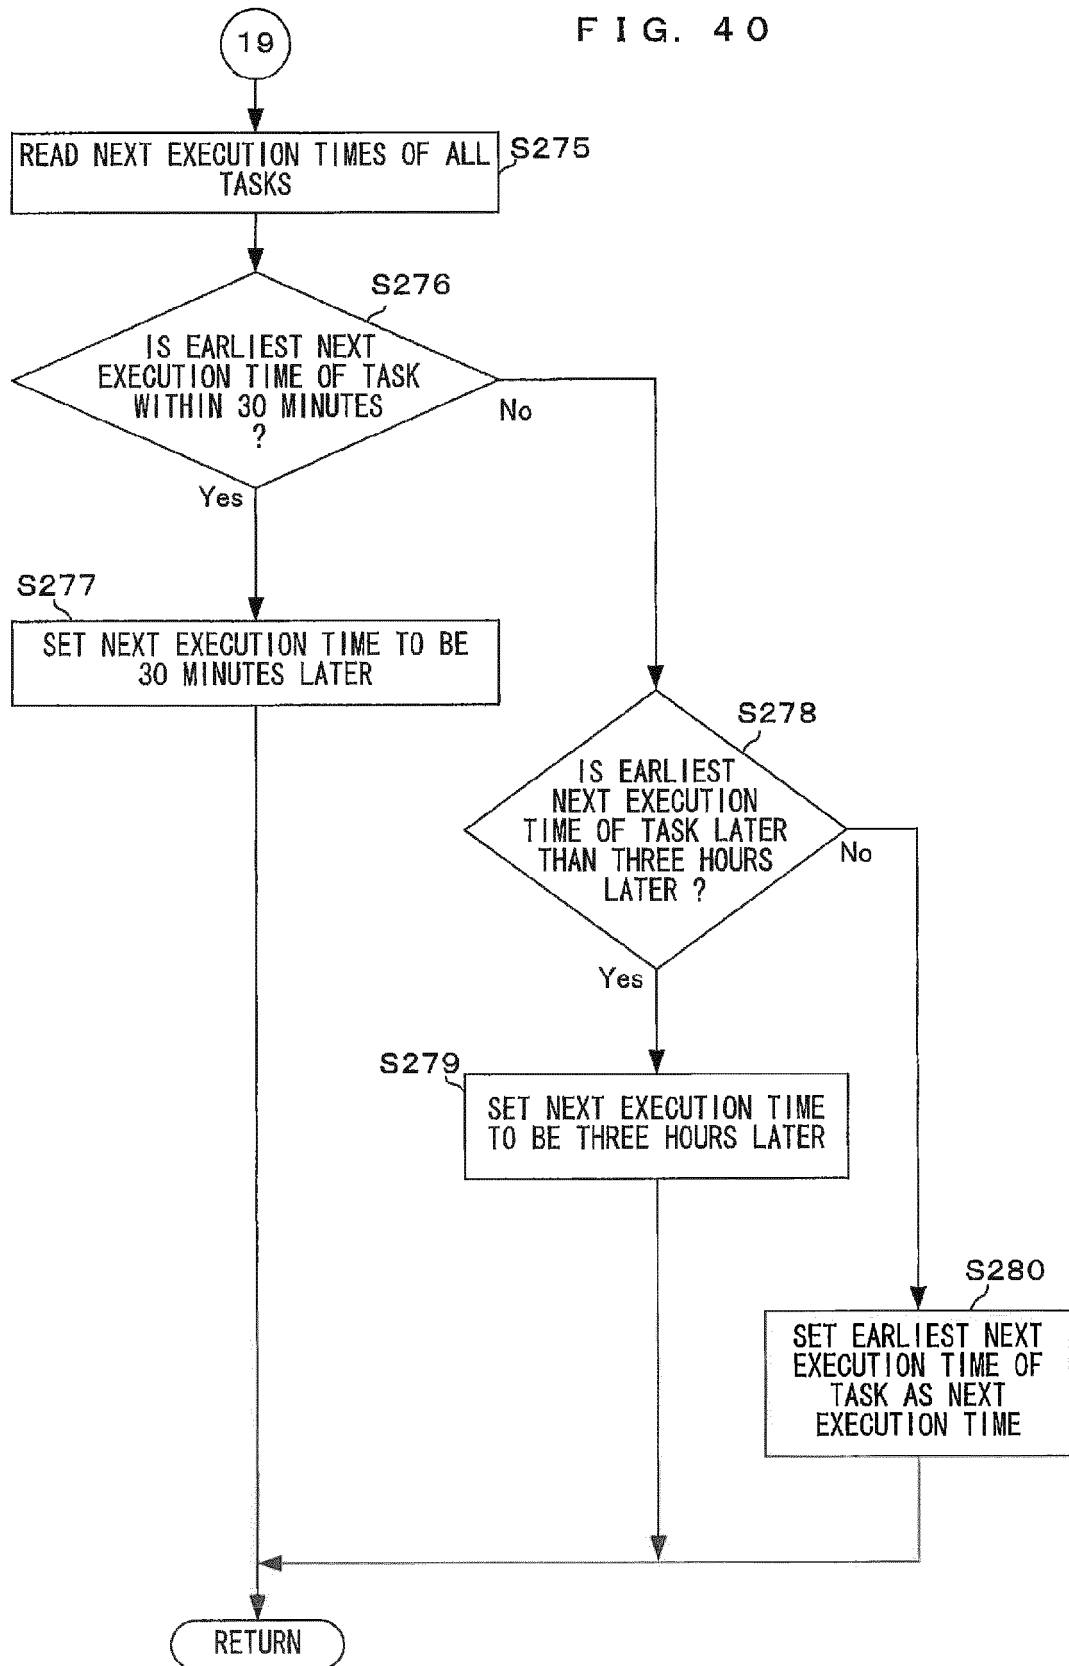 FIG. 40
19
READ NEXT EXECUTION TIMES OF ALL
TASKS
S275
S276
IS EARLIEST NEXT
EXECUTION TIME OF TASK
WITHIN 30 MINUTES
?
No
Yes
S277
SET NEXT EXECUTION TIME TO BE
30 MINUTES LATER
S278
IS EARLIEST
NEXT EXECUTION
TIME OF TASK LATER
THAN THREE HOURS
LATER ?
No
Yes
S279
SET NEXT EXECUTION TIME
TO BE THREE HOURS LATER
S280
SET EARLIEST NEXT
EXECUTION TIME OF
TASK AS NEXT
EXECUTION TIME
RETURN